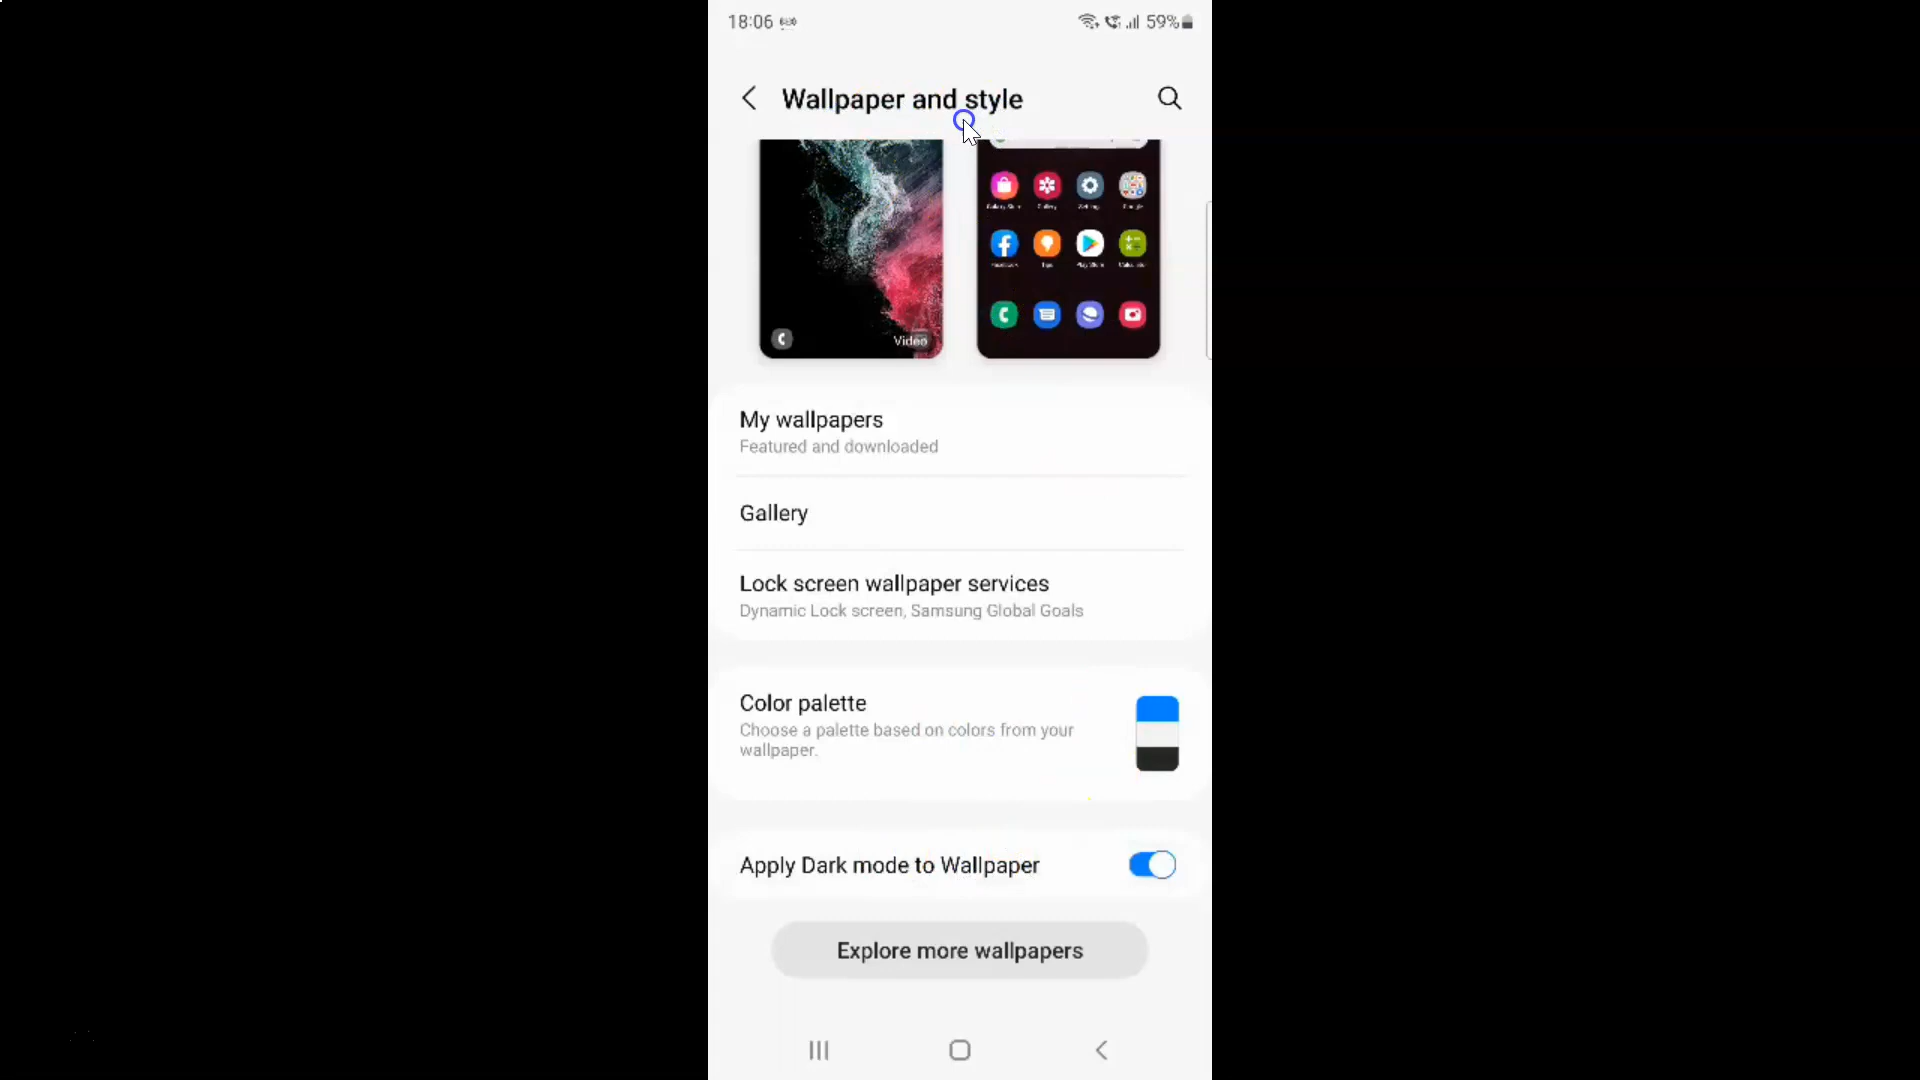 18:06
59%
Wallpaper and style
Video
My wallpapers
Featured and downloaded
Gallery
Lock screen wallpaper services
Dynamic Lock screen, Samsung Global Goals
Color palette
Choose a palette based on colors from your
wallpaper.
Apply Dark mode to Wallpaper
Explore more wallpapers